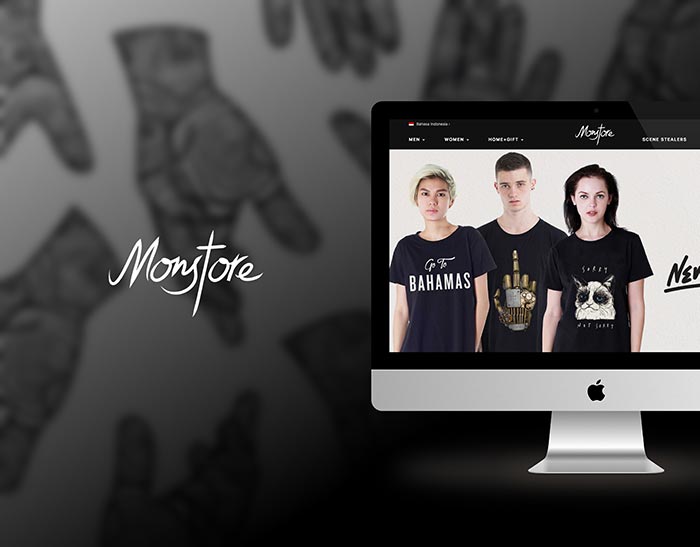 Monstore
Bahasa Indonesia
MEN
WOMEN
HOME+GIFT
Monstore
SCENE STEALERS
Go To
BAHAMAS
SORRY
NOT SORRY
New